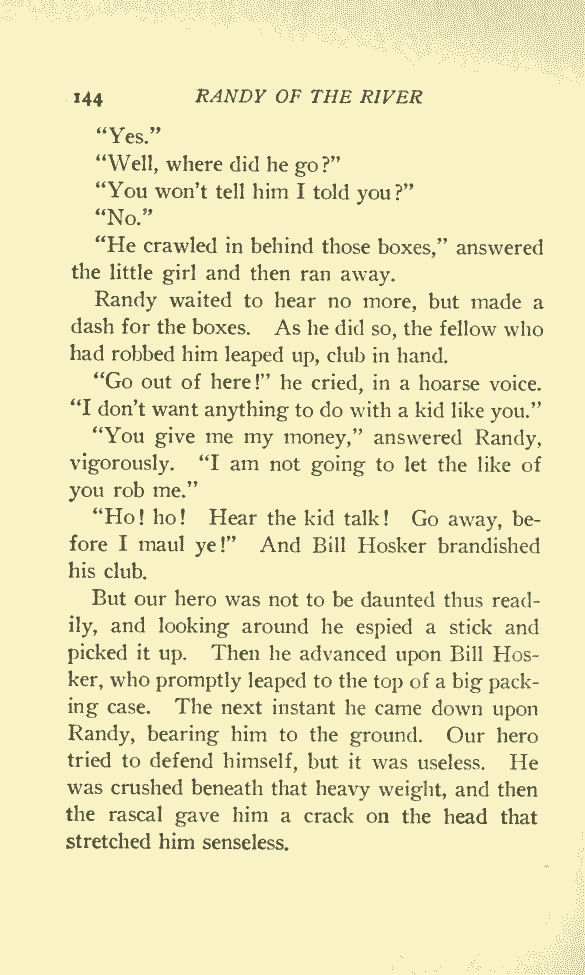 144 RANDY OF THE RIVER
“Yes.”
“Well, where did he go?”
“You won't tell him I told you?”
“No.”
“He crawled in behind those boxes,” answered
the little girl and then ran away.
Randy waited to hear no more, but made a
dash for the boxes. As he did so, the fellow who
had robbed him leaped up, club in hand.
“Go out of here!” he cried, in a hoarse voice.
“I don't want anything to do with a kid like you.”
“You give me my money,” answered Randy,
vigorously. “I am not going to let the like of
you rob me.”
“Ho! ho! Hear the kid talk! Go away, be-
fore I maul ye!” And Bill Hosker brandished
his club.
But our hero was not to be daunted thus read-
ily, and looking around he espied a stick and
picked it up. Then he advanced upon Bill Hos-
ker, who promptly leaped to the top of a big pack-
ing case. The next instant he came down upon
Randy, bearing him to the ground. Our hero
tried to defend himself, but it was useless. He
was crushed beneath that heavy weight, and then
the rascal gave him a crack on the head that
stretched him senseless.